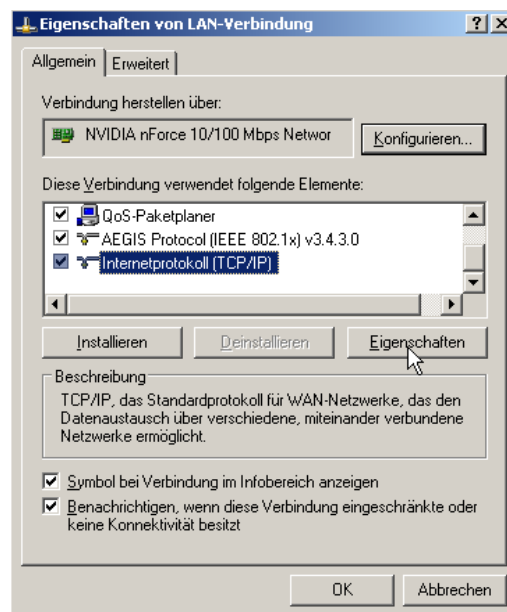 Eigenschaften von LAN-Verbindung
Allgemein Erweitert
Verbindung herstellen über:
NVIDIA nForce 10/100 Mbps Networ Konfigurieren...
Diese Verbindung verwendet folgende Elemente:
QoS-Paketplaner
AEGIS Protocol (IEEE 802.1x) v3.4.3.0
Internetprotokoll (TCP/IP)
Installieren Deinstallieren Eigenschaften
Beschreibung
TCP/IP, das Standardprotokoll für WAN-Netzwerke, das den
Datenaustausch über verschiedene, miteinander verbundene
Netzwerke ermöglicht.
Symbol bei Verbindung im Infobereich anzeigen
Benachrichtigen, wenn diese Verbindung eingeschränkte oder
keine Konnektivität besitzt
OK Abbrechen